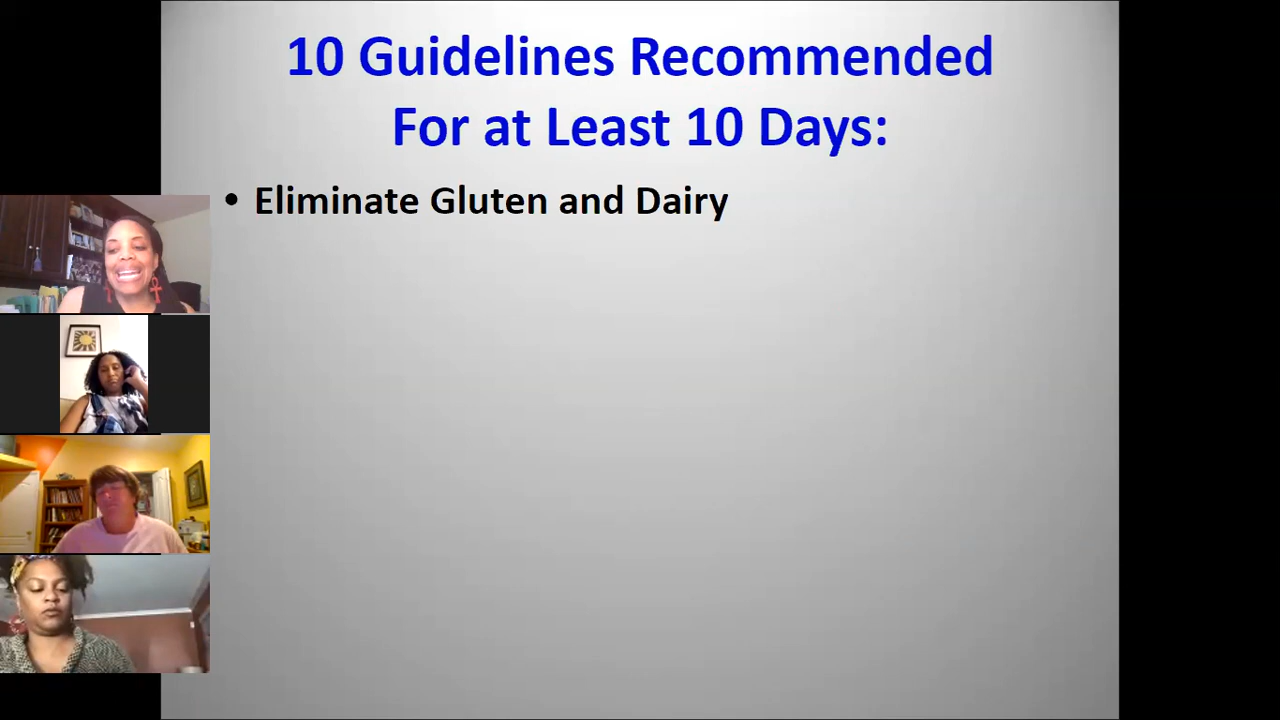 10 Guidelines Recommended
For at Least 10 Days:
• Eliminate Gluten and Dairy